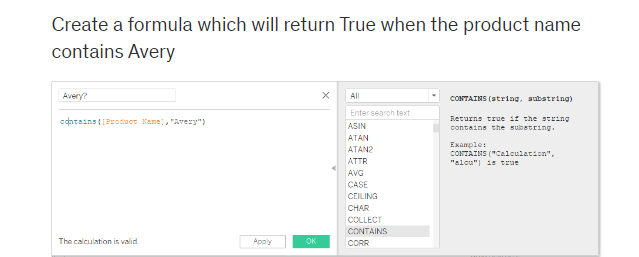 Create a formula which will return True when the product name
contains Avery
Avery?
contains([Product Name],"Avery")
The calculation is valid.
Apply
OK
All
Enter search text
ASIN
ATAN
ATAN2
ATTR
AVG
CASE
CEILING
CHAR
COLLECT
CONTAINS
CORR
CONTAINS(string, substring)
Returns true if the string
contains the substring.
Example:
CONTAINS("Calculation",
"alcu") is true